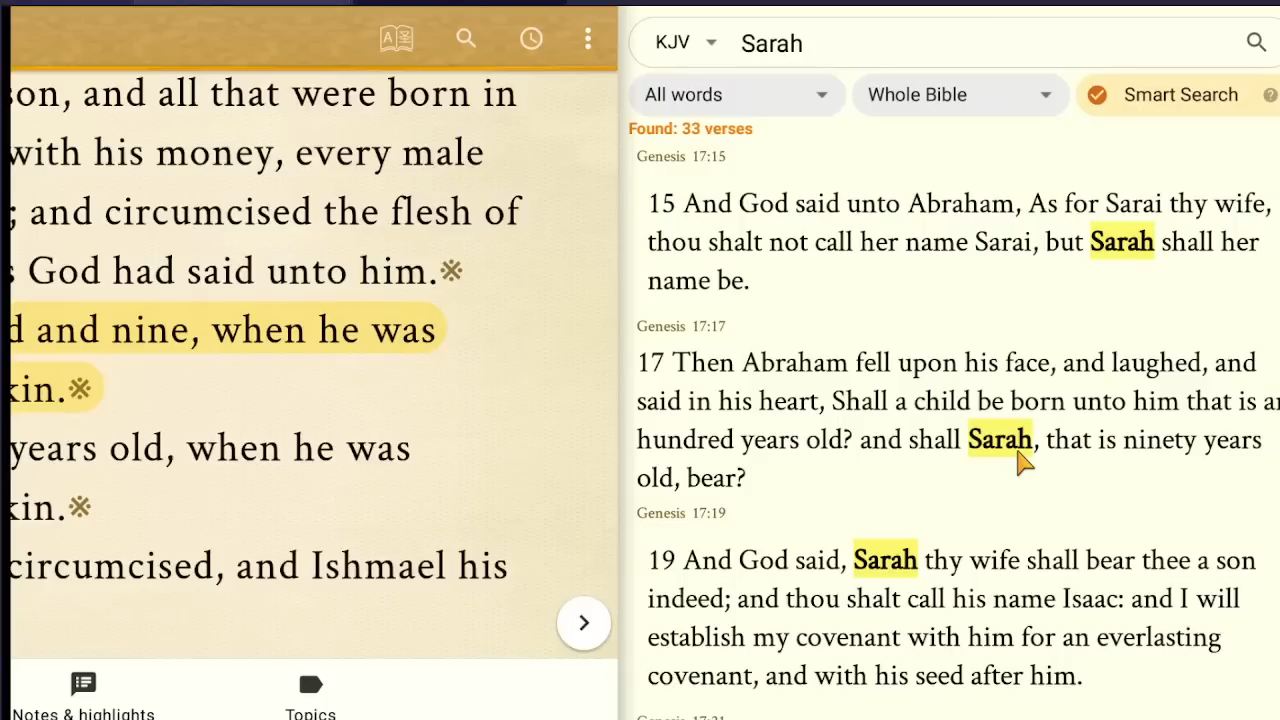 son, and all that were born in
with his money, every male
; and circumcised the flesh of
s God had said unto him.※
d and nine, when he was
kin.※
years old, when he was
kin.※
circumcised, and Ishmael his
Notes & highlights
Topics
KJV
Sarah
All words
Whole Bible
Smart Search
Found: 33 verses
Genesis 17:15
15 And God said unto Abraham, As for Sarai thy wife,
thou shalt not call her name Sarai, but Sarah shall her
name be.
Genesis 17:17
17 Then Abraham fell upon his face, and laughed, and
said in his heart, Shall a child be born unto him that is an
hundred years old? and shall Sarah, that is ninety years
old, bear?
Genesis 17:19
19 And God said, Sarah thy wife shall bear thee a son
indeed; and thou shalt call his name Isaac: and I will
establish my covenant with him for an everlasting
covenant, and with his seed after him.
Genesis 17:21